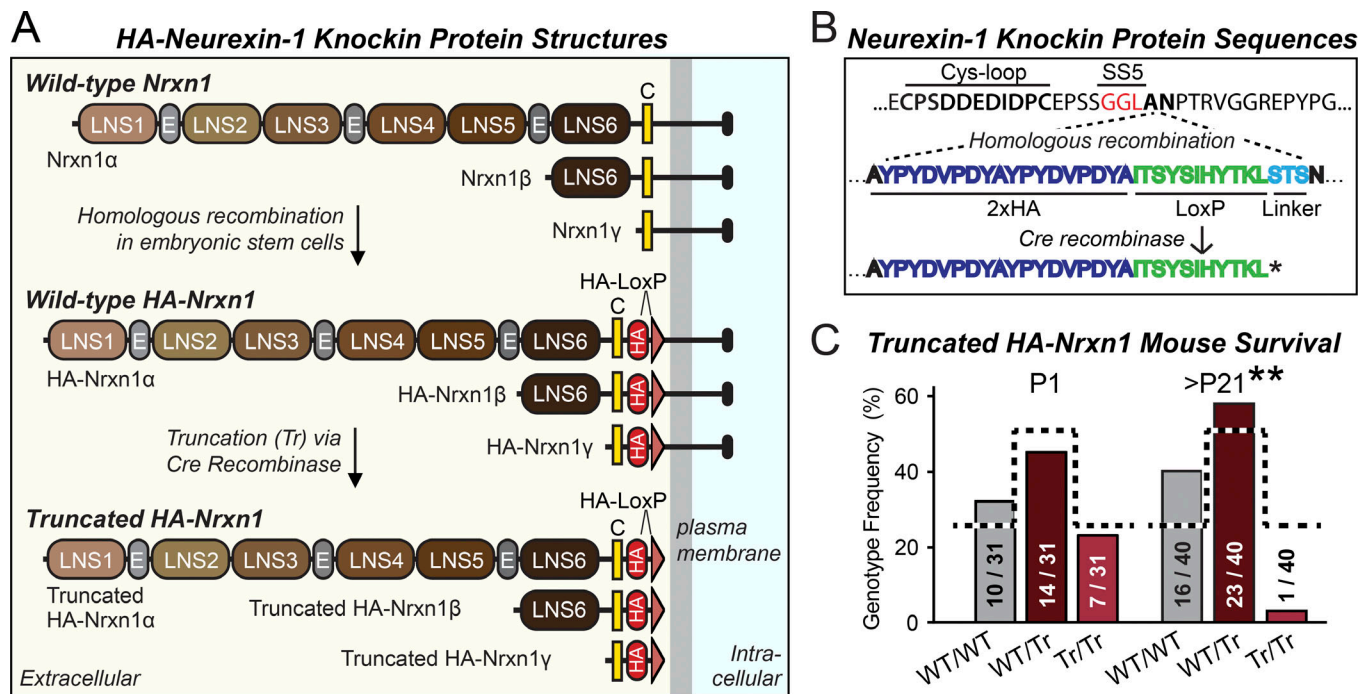 A
HA-Neurexin-1 Knockin Protein Structures
Wild-type Nrxn1
C
LNS1 E LNS2 LNS3 E LNS4 LNS5 E LNS6
Nrxn1α
Nrxn1β LNS6
Homologous recombination
in embryonic stem cells
Nrxn1γ
HA-LoxP
Wild-type HA-Nrxn1
C
LNS1 E LNS2 LNS3 E LNS4 LNS5 E LNS6 HA
HA-Nrxn1α
HA-Nrxn1β LNS6 HA
Truncation (Tr) via
Cre Recombinase
HA-Nrxn1γ HA
HA-LoxP
Truncated HA-Nrxn1
C
plasma
membrane
LNS1 E LNS2 LNS3 E LNS4 LNS5 E LNS6 HA
Truncated
HA-Nrxn1α
Truncated HA-Nrxn1β LNS6 HA
Truncated HA-Nrxn1γ HA
Extracellular
Intra-
cellular
B
Neurexin-1 Knockin Protein Sequences
Cys-loop SS5
...ECPSDDEDIDPCEPSSGGLANPTRVGGREPYPG...
Homologous recombination
...AYPYDVPDYAYPYDVPDYAITSYSIHYTKLSTSN...
2xHA LoxP Linker
Cre recombinase
...AYPYDVPDYAYPYDVPDYAITSYSIHYTKL*
C
Truncated HA-Nrxn1 Mouse Survival
P1 >P21**
Genotype Frequency (%)
60
40
20
0
10 / 31
14 / 31
7 / 31
16 / 40
23 / 40
1 / 40
WT/WT
WT/Tr
Tr/Tr
WT/WT
WT/Tr
Tr/Tr